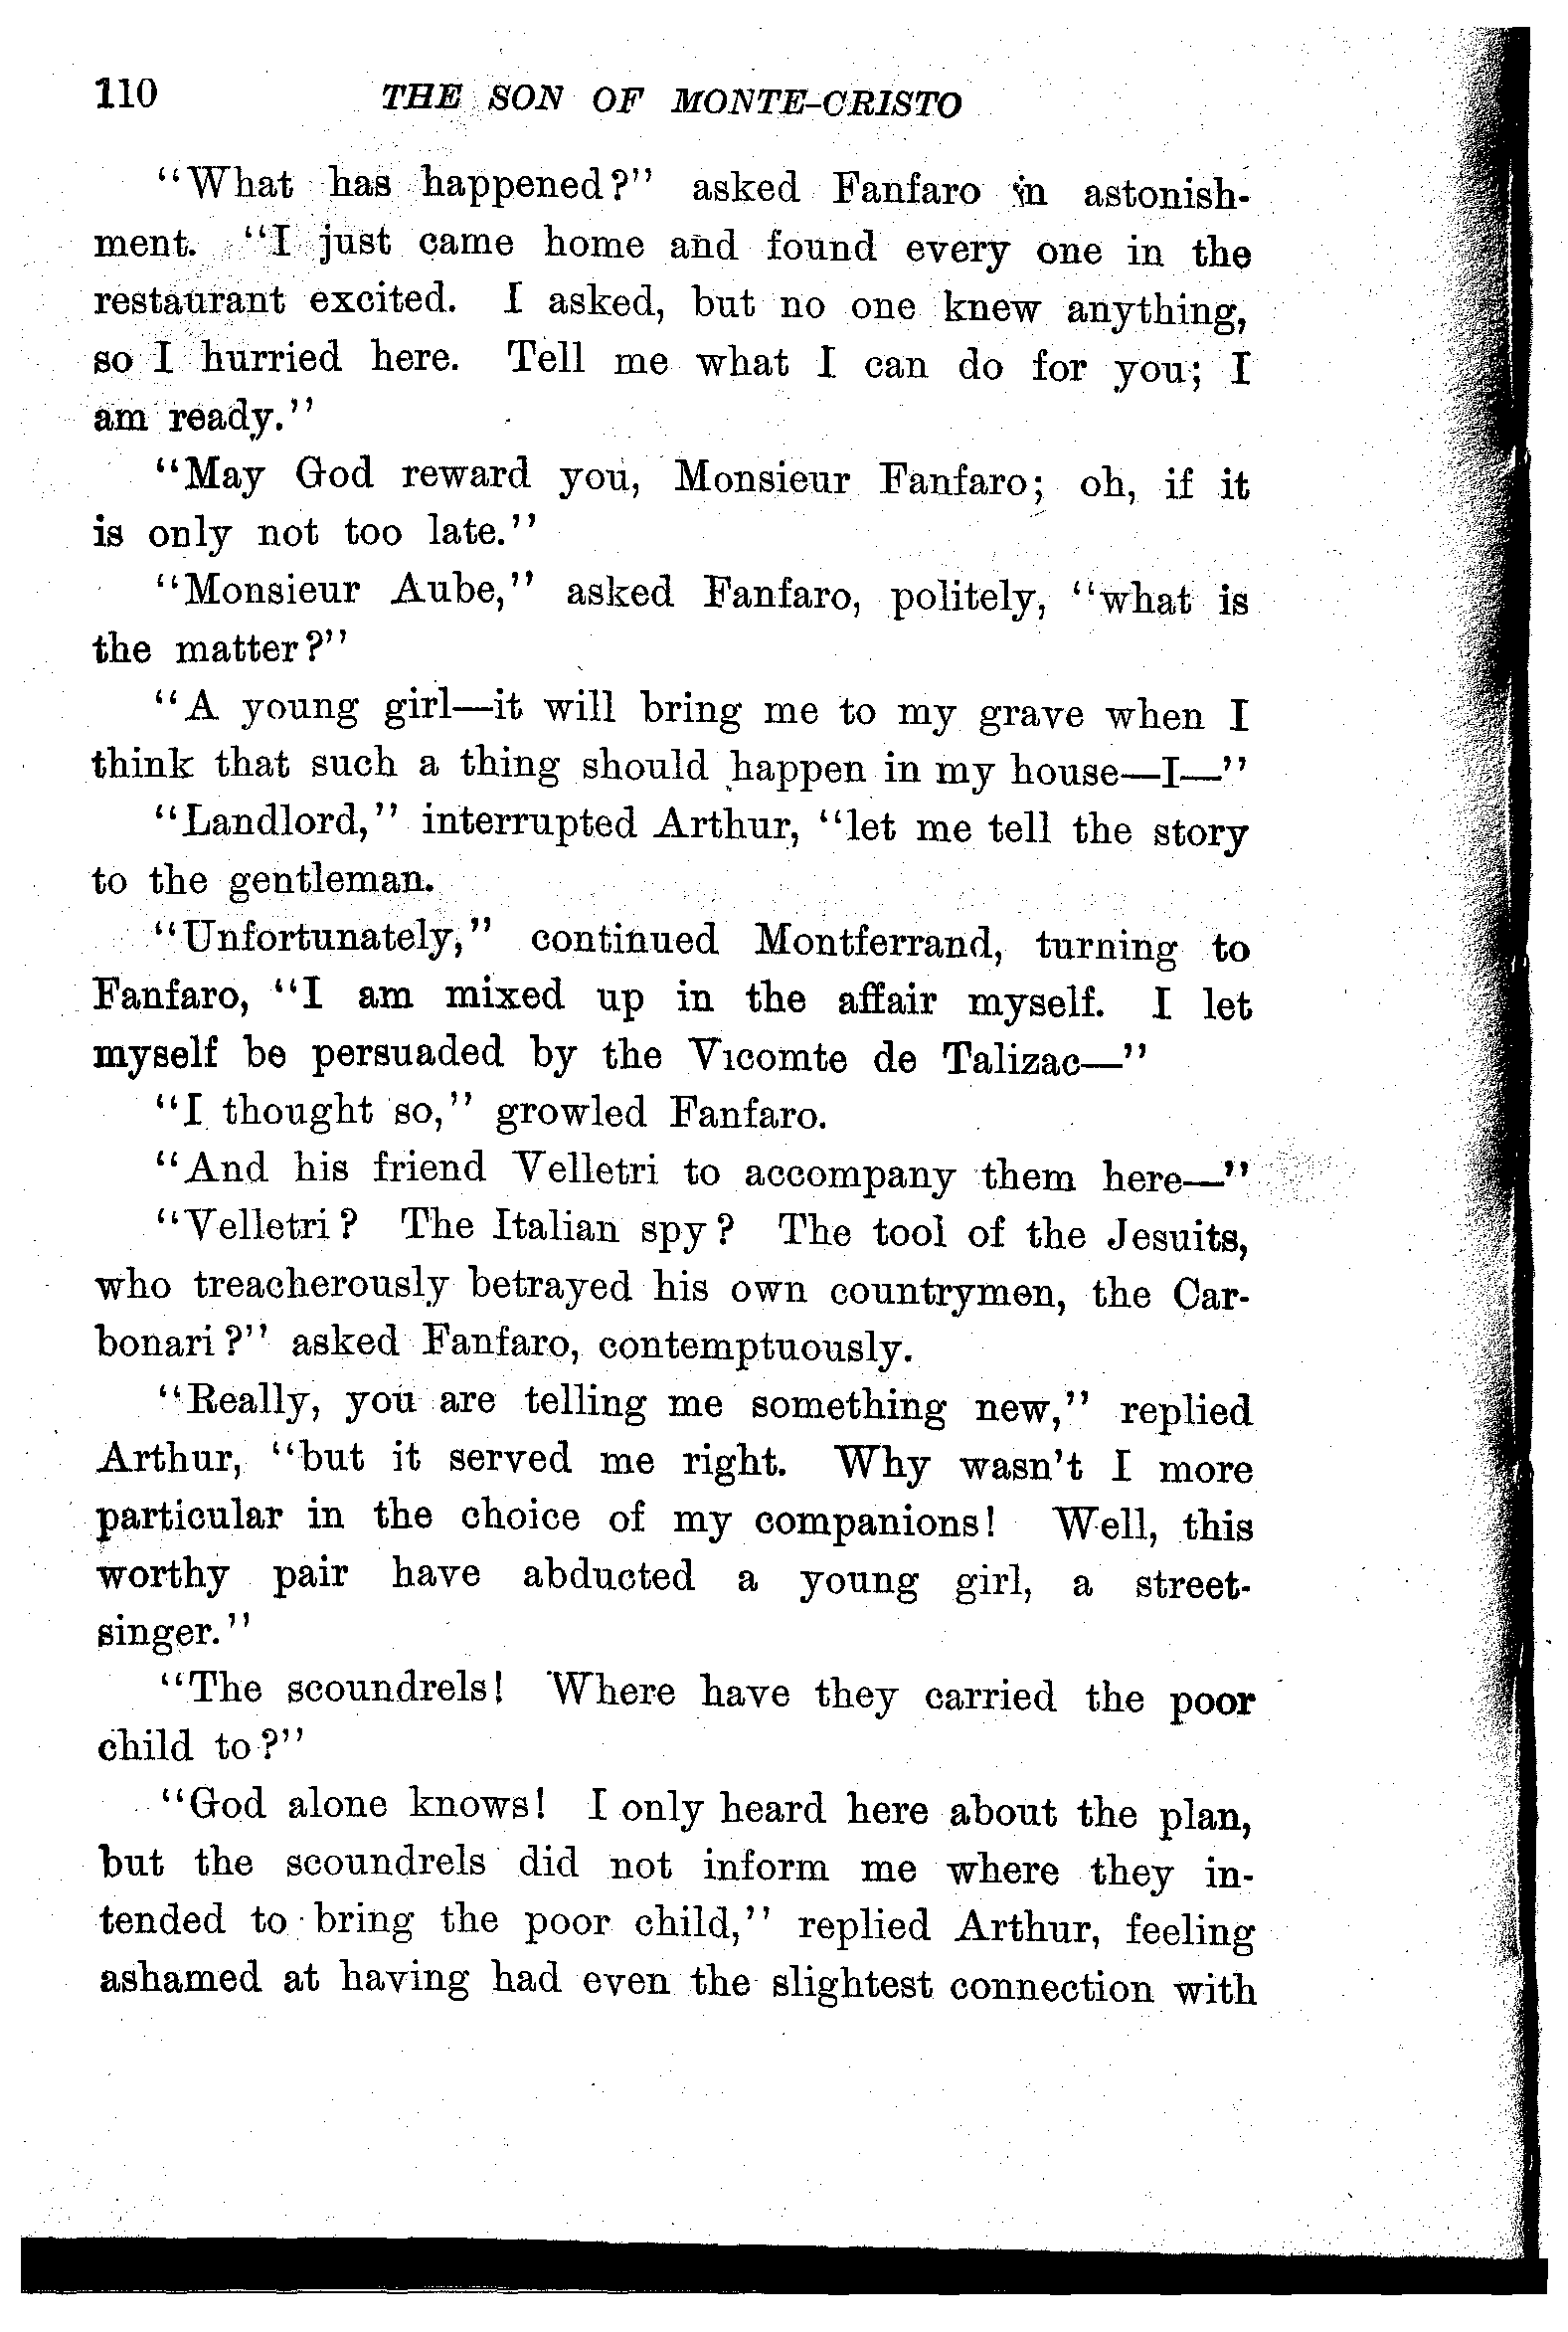 110 THE SON OF MONTE-CRISTO
"What has happened?" asked Fanfaro in astonish-
ment. "I just came home and found every one in the
restaurant excited. I asked, but no one knew anything,
so I hurried here. Tell me what I can do for you; I
am ready."
"May God reward you, Monsieur Fanfaro; oh, if it
is only not too late."
"Monsieur Aube," asked Fanfaro, politely, "what is
the matter?"
"A young girl—it will bring me to my grave when I
think that such a thing should happen in my house—I—"
"Landlord," interrupted Arthur, "let me tell the story
to the gentleman.
"Unfortunately," continued Montferrand, turning to
Fanfaro, "I am mixed up in the affair myself. I let
myself be persuaded by the Vicomte de Talizac—"
"I thought so," growled Fanfaro.
"And his friend Velletri to accompany them here—"
"Velletri? The Italian spy? The tool of the Jesuits,
who treacherously betrayed his own countrymen, the Car-
bonari?" asked Fanfaro, contemptuously.
"Really, you are telling me something new," replied
Arthur, "but it served me right. Why wasn't I more
particular in the choice of my companions! Well, this
worthy pair have abducted a young girl, a street-
singer."
"The scoundrels! Where have they carried the poor
child to?"
"God alone knows! I only heard here about the plan,
but the scoundrels did not inform me where they in-
tended to bring the poor child," replied Arthur, feeling
ashamed at having had even the slightest connection with